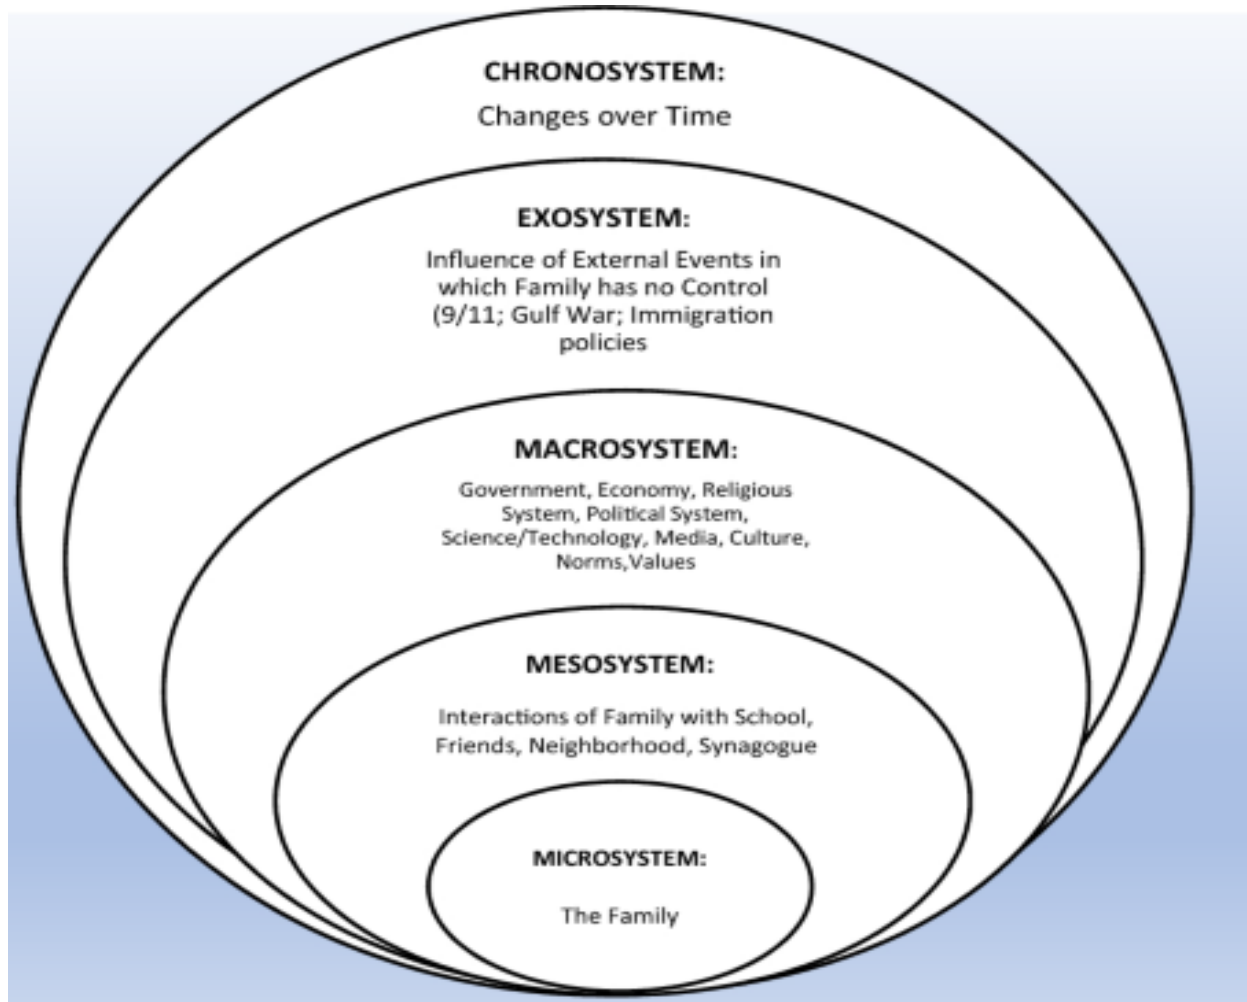 CHRONOSYSTEM:
Changes over Time
EXOSYSTEM:
Influence of External Events in
which Family has no Control
(9/11; Gulf War; Immigration
policies
MACROSYSTEM:
Government, Economy, Religious
System, Political System,
Science/Technology, Media, Culture,
Norms,Values
MESOSYSTEM:
Interactions of Family with School,
Friends, Neighborhood, Synagogue
MICROSYSTEM:
The Family